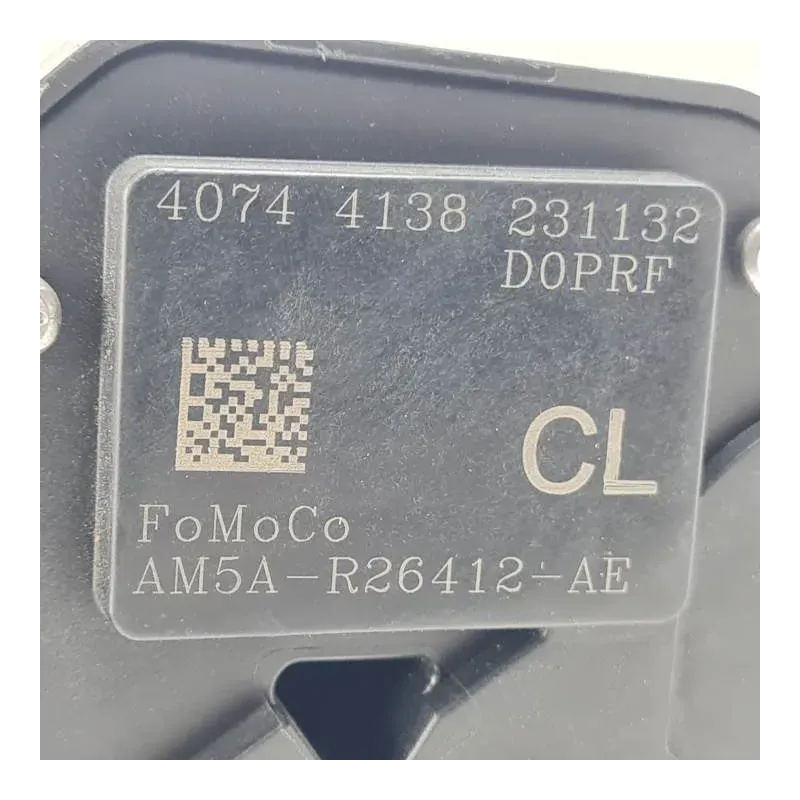 4074 4138 231132
D0PRF
CL
FoMoCo
AM5A-R26412-AE